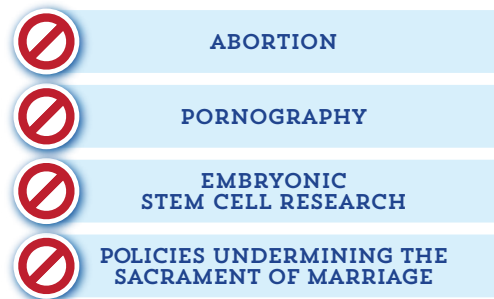 ABORTION
PORNOGRAPHY
EMBRYONIC
STEM CELL RESEARCH
POLICIES UNDERMINING THE
SACRAMENT OF MARRIAGE